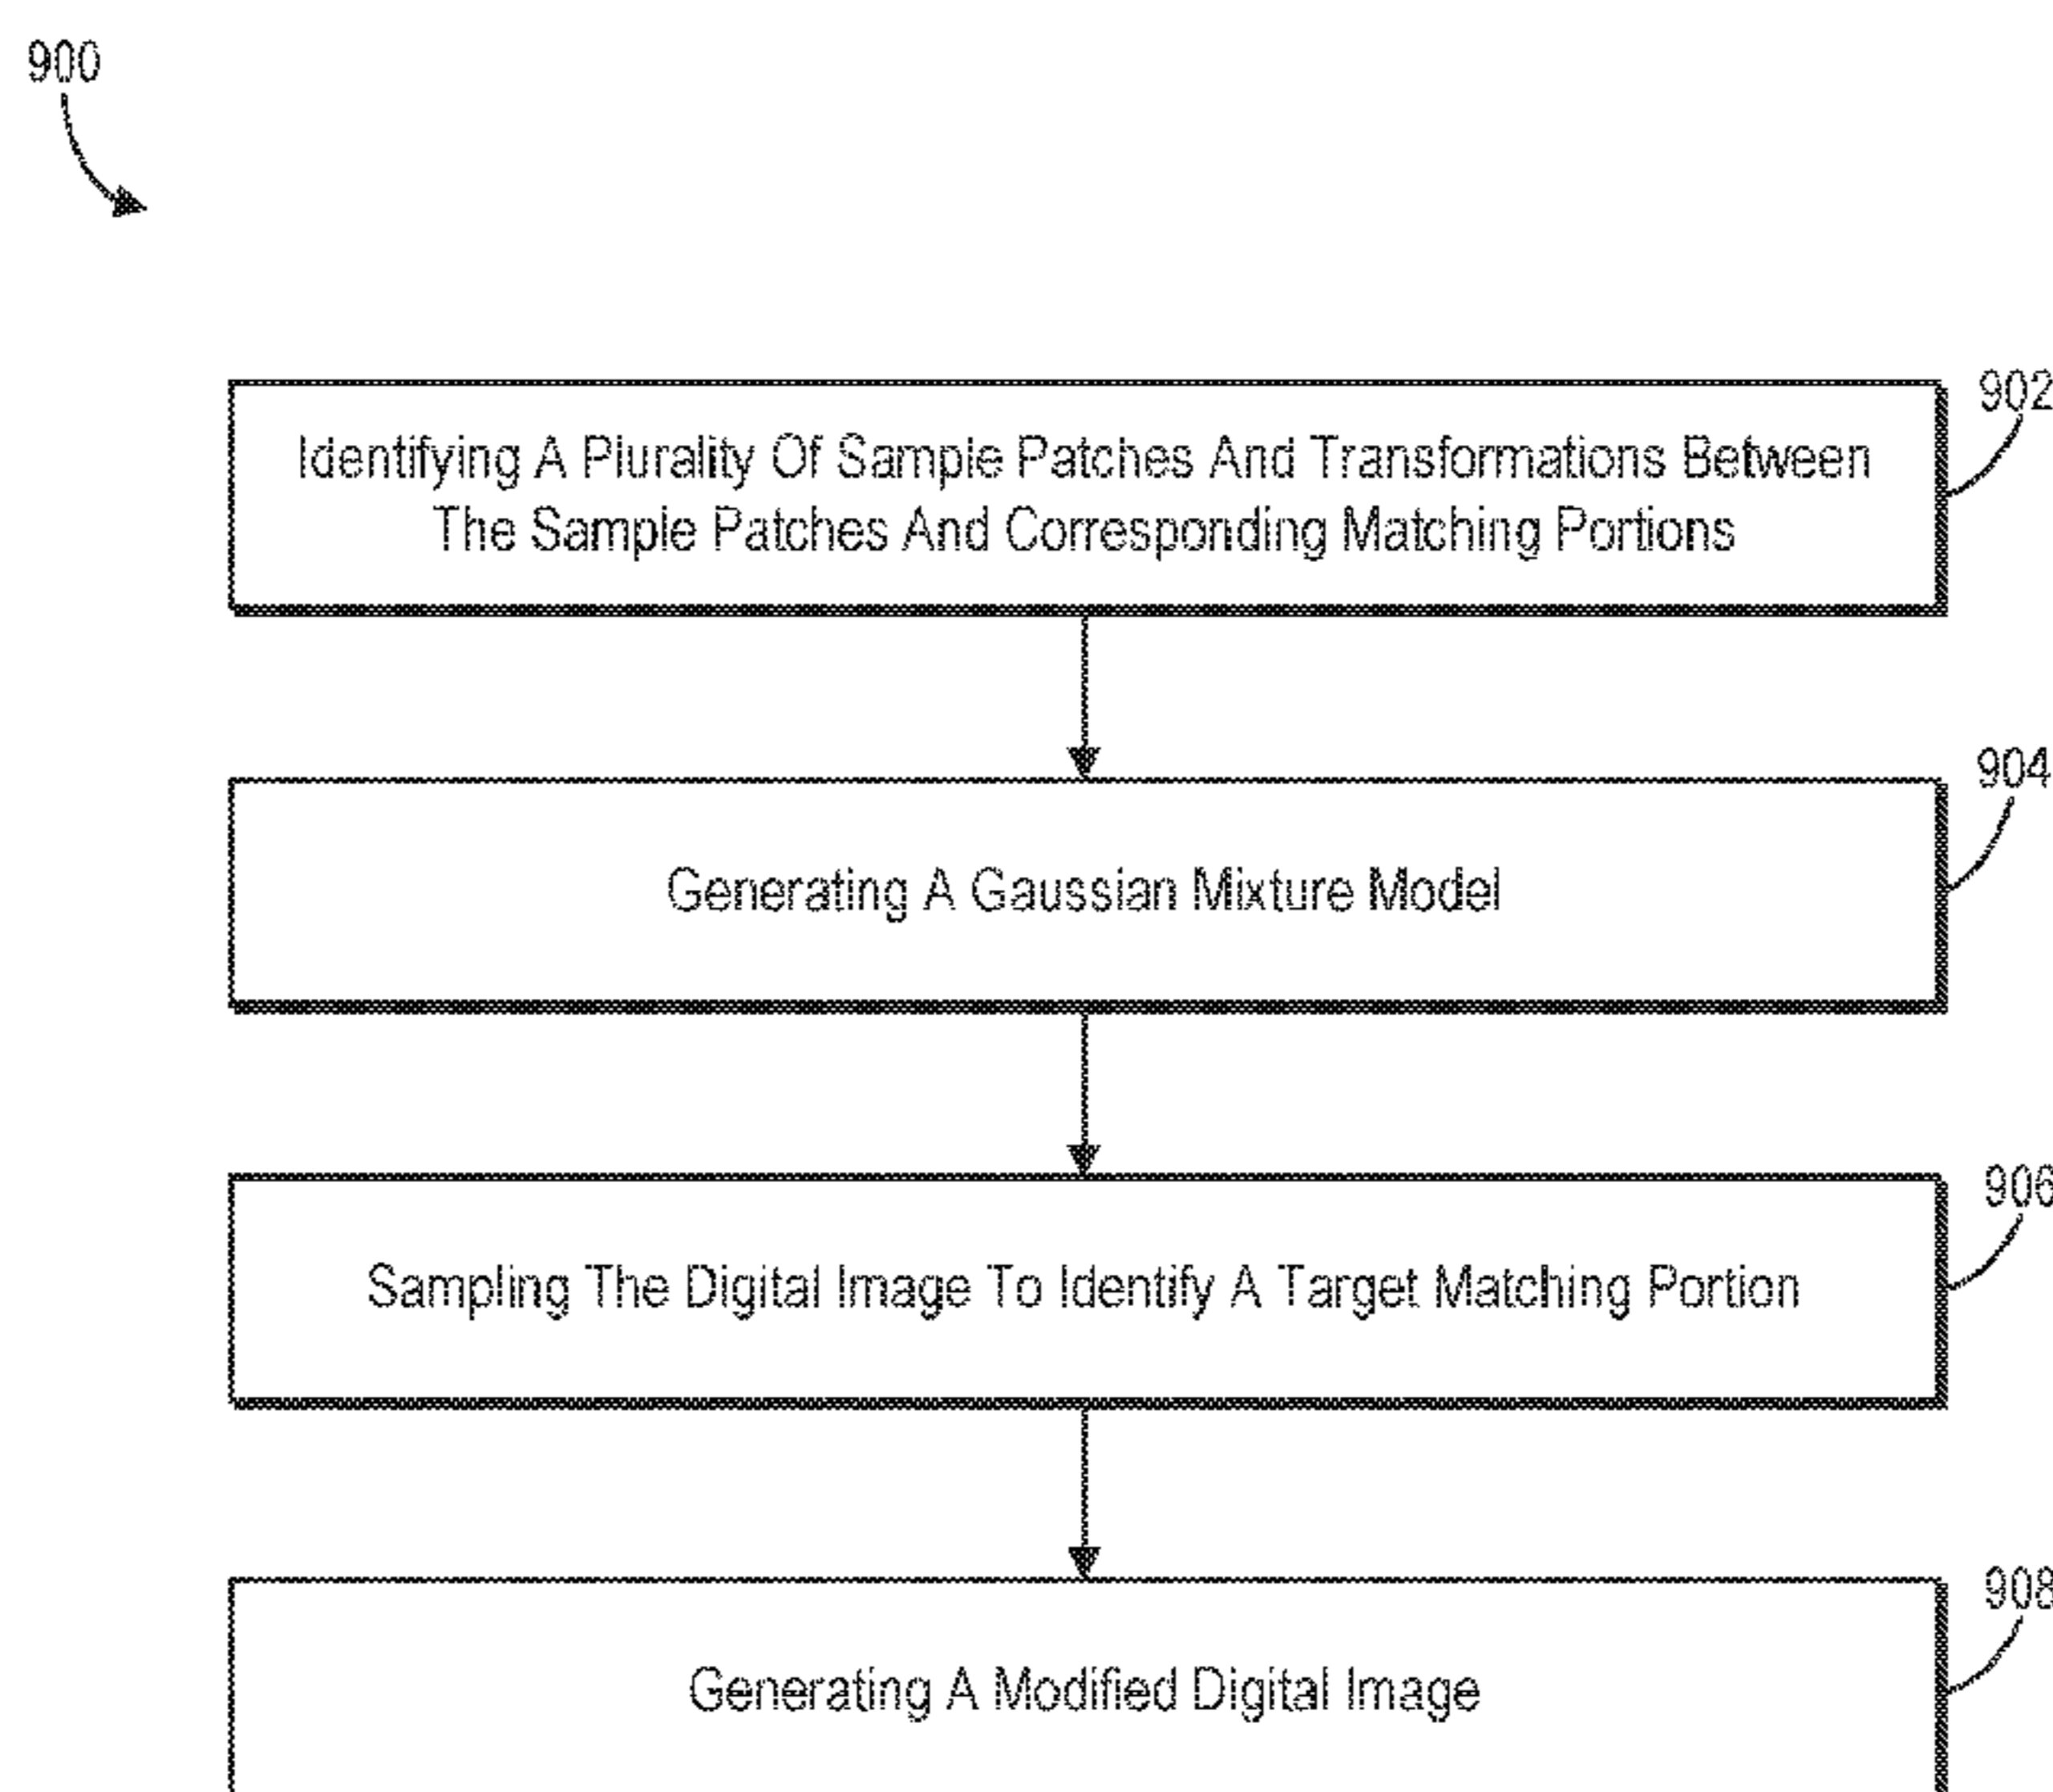 900
902
Identifying A Plurality Of Sample Patches And Transformations Between
The Sample Patches And Corresponding Matching Portions
904
Generating A Gaussian Mixture Model
906
Sampling The Digital Image To Identify A Target Matching Portion
908
Generating A Modified Digital Image